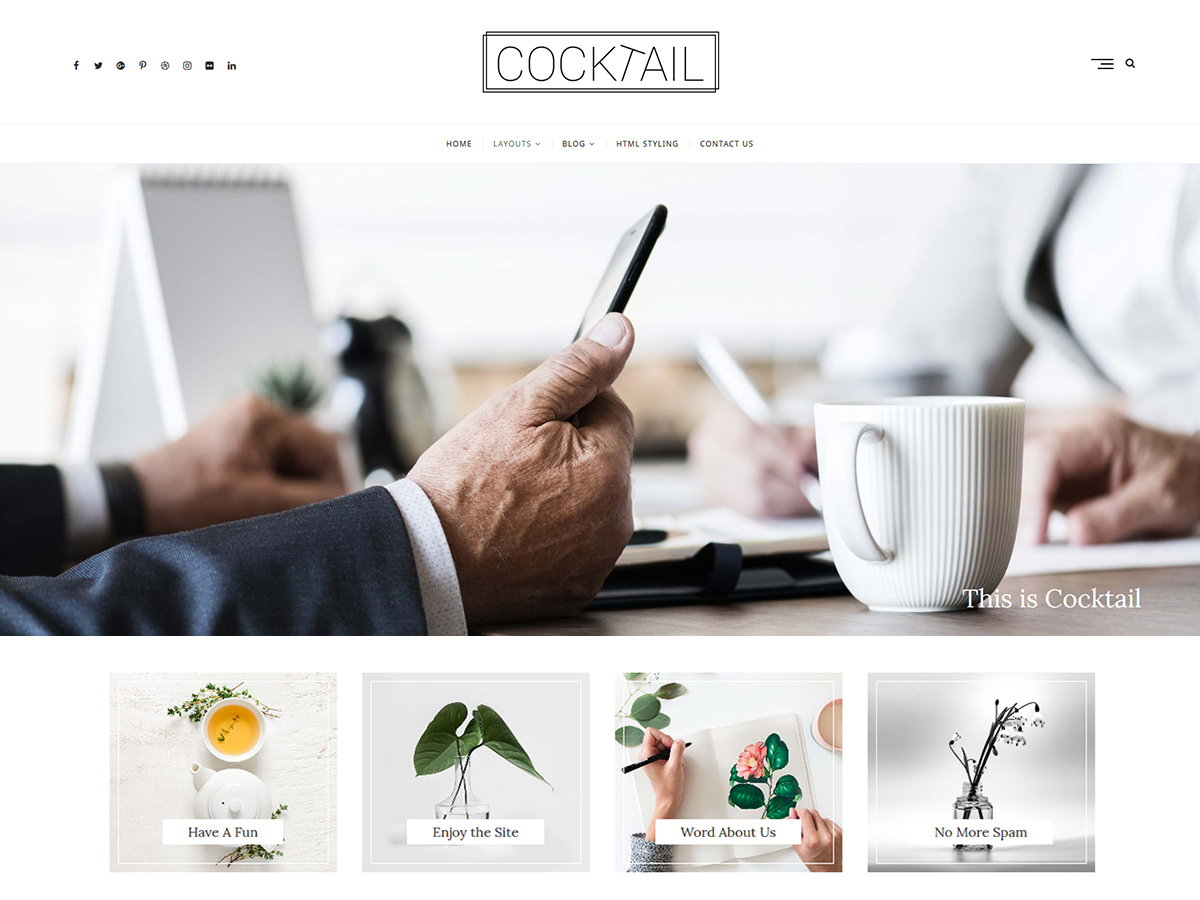 COCKTAIL
HOME
LAYOUTS
BLOG
HTML STYLING
CONTACT US
This is Cocktail
Have A Fun
Enjoy the Site
Word About Us
No More Spam